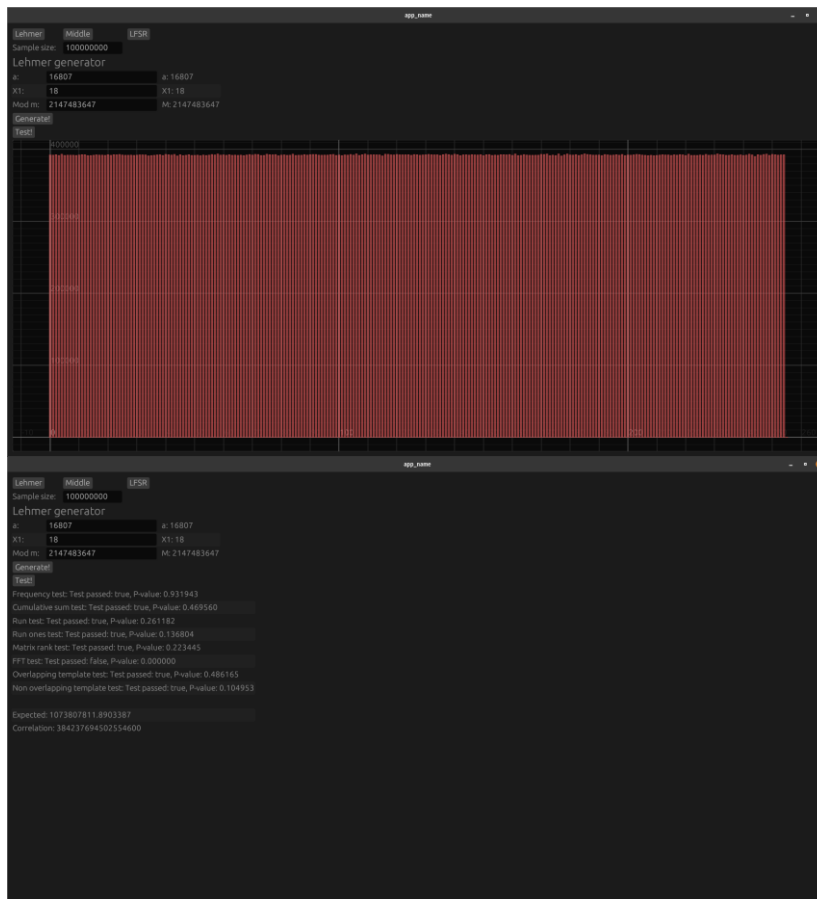 app_name
Lehmer Middle LFSR
Sample size: 100000000
Lehmer generator
a: 16807 a: 16807
X1: 18 X1: 18
Mod m: 2147483647 M: 2147483647
Generate!
Test!
400000
300000
200000
100000
0 100 200
app_name
Lehmer Middle LFSR
Sample size: 100000000
Lehmer generator
a: 16807 a: 16807
X1: 18 X1: 18
Mod m: 2147483647 M: 2147483647
Generate!
Test!
Frequency test: Test passed: true, P-value: 0.931943
Cumulative sum test: Test passed: true, P-value: 0.469560
Run test: Test passed: true, P-value: 0.261182
Run ones test: Test passed: true, P-value: 0.136804
Matrix rank test: Test passed: true, P-value: 0.223445
FFT test: Test passed: false, P-value: 0.000000
Overlapping template test: Test passed: true, P-value: 0.486165
Non overlapping template test: Test passed: true, P-value: 0.104953
Expected: 1073807811.8903387
Correlation: 384237694502554600